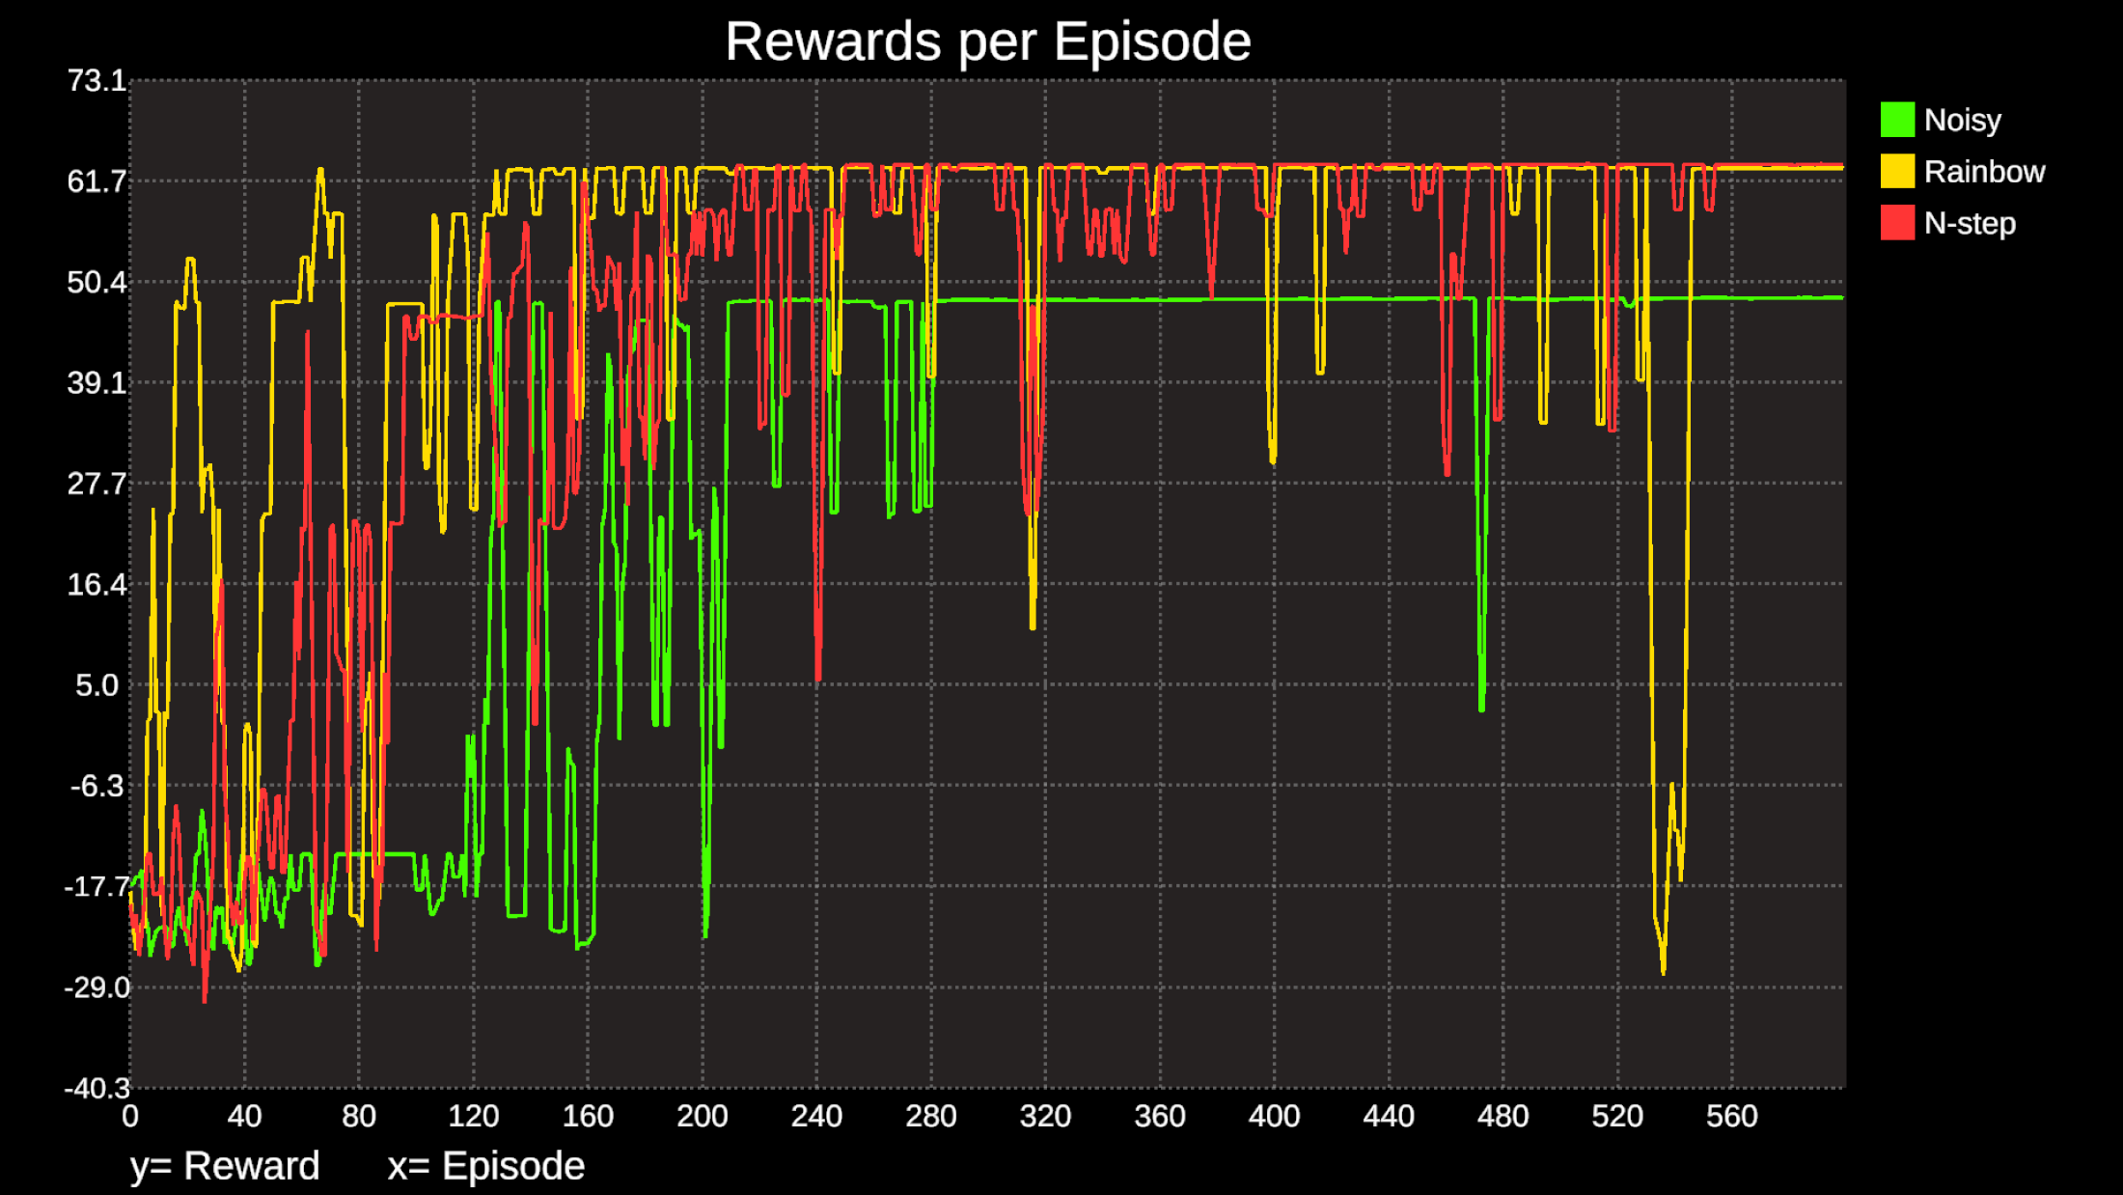 Rewards per Episode
73.1
61.7
50.4
39.1
27.7
16.4
5.0
-6.3
-17.7
-29.0
-40.3
0 40 80 120 160 200 240 280 320 360 400 440 480 520 560
y= Reward x= Episode
Noisy
Rainbow
N-step